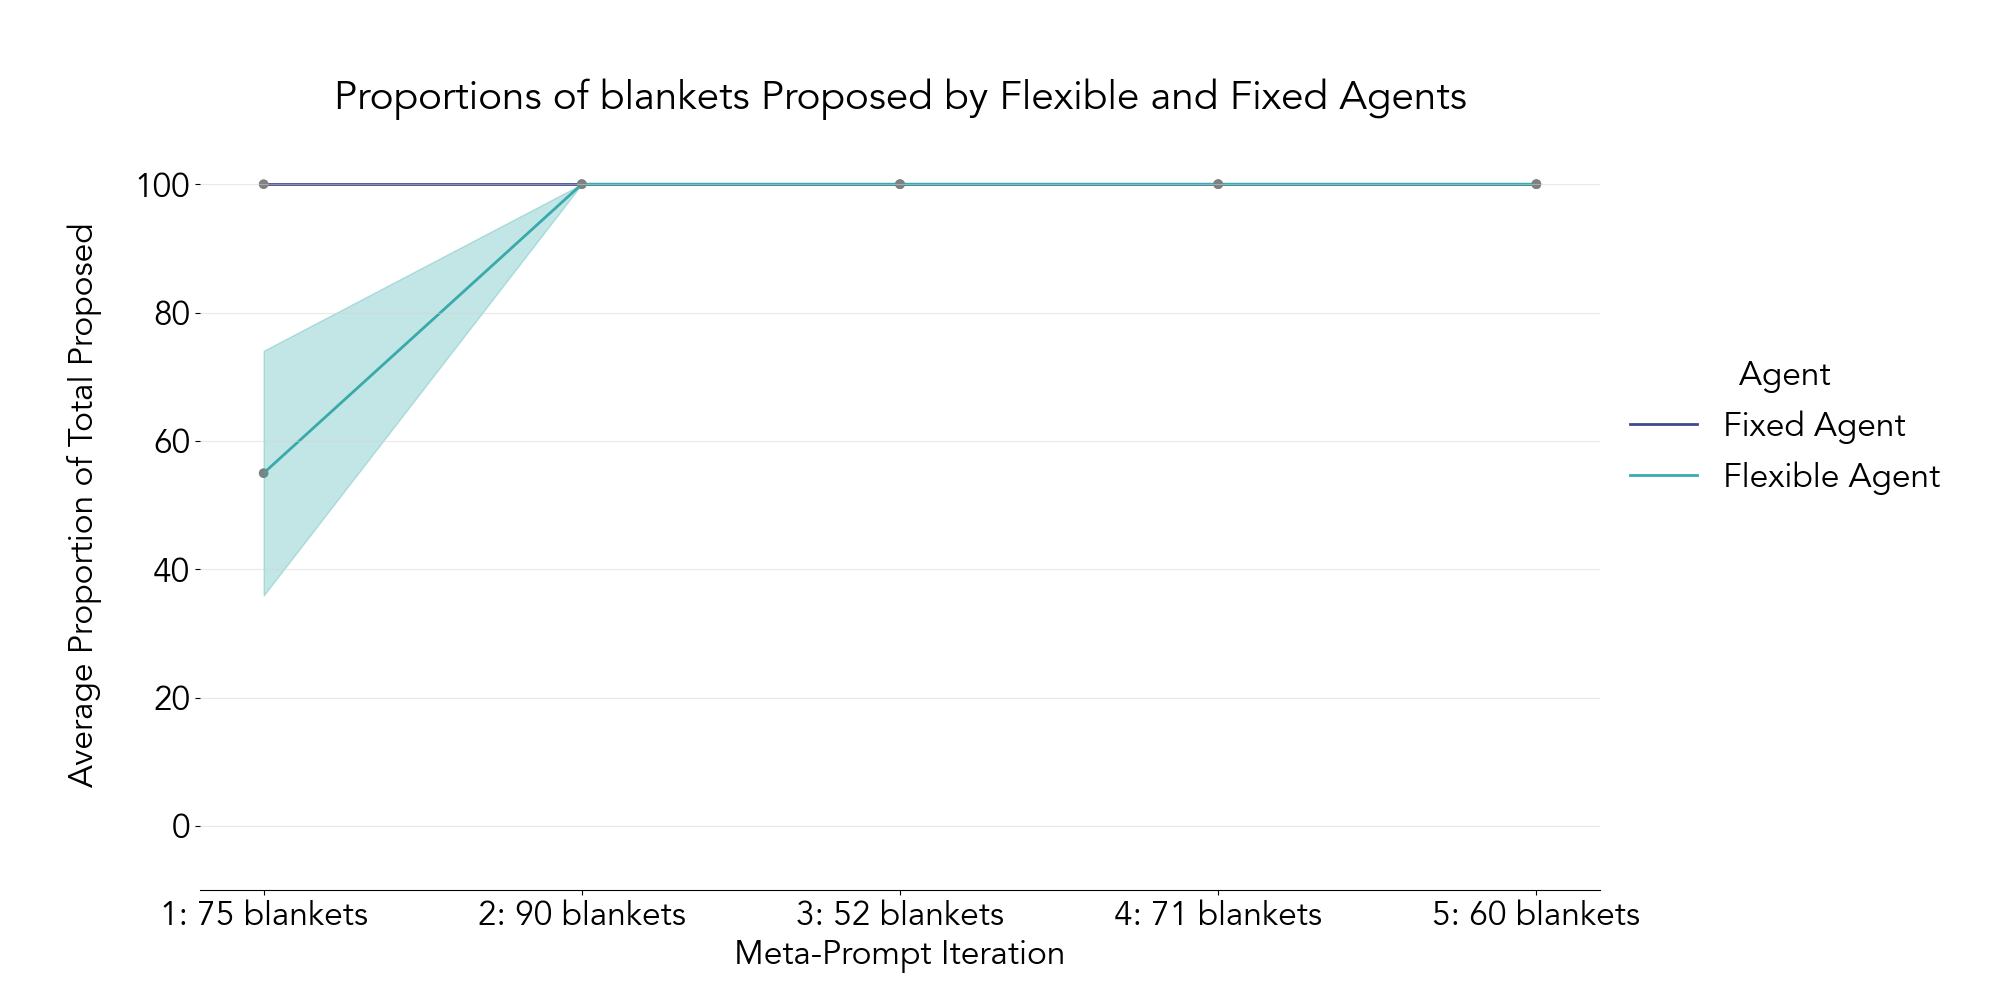 Proportions of blankets Proposed by Flexible and Fixed Agents
Average Proportion of Total Proposed
100
80
60
40
20
0
1: 75 blankets
2: 90 blankets
3: 52 blankets
4: 71 blankets
5: 60 blankets
Meta-Prompt Iteration
Agent
Fixed Agent
Flexible Agent